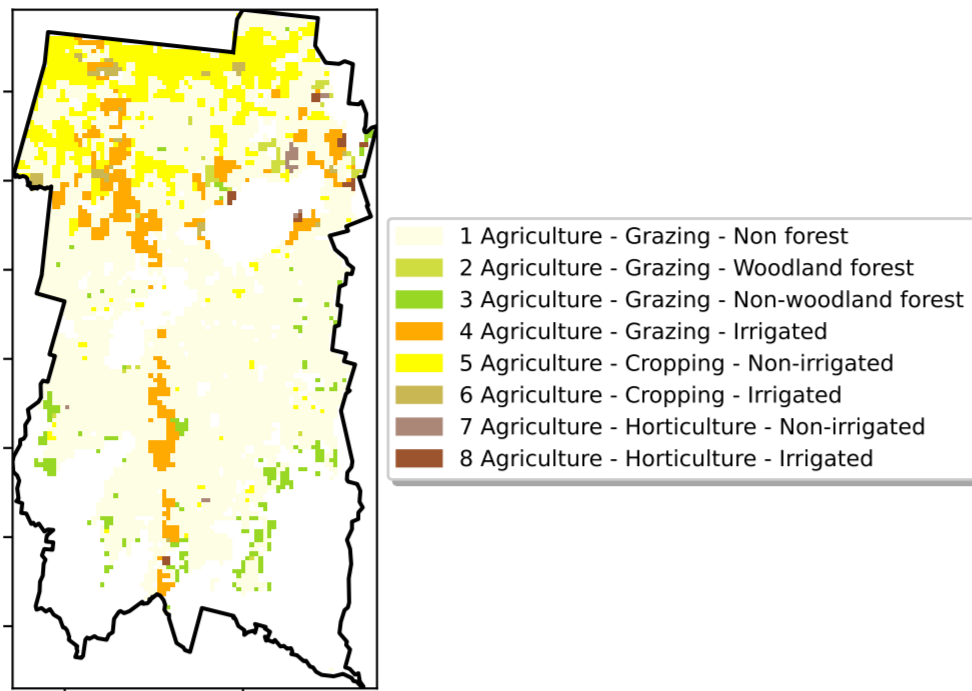 1 Agriculture - Grazing - Non forest
2 Agriculture - Grazing - Woodland forest
3 Agriculture - Grazing - Non-woodland forest
4 Agriculture - Grazing - Irrigated
5 Agriculture - Cropping - Non-irrigated
6 Agriculture - Cropping - Irrigated
7 Agriculture - Horticulture - Non-irrigated
8 Agriculture - Horticulture - Irrigated